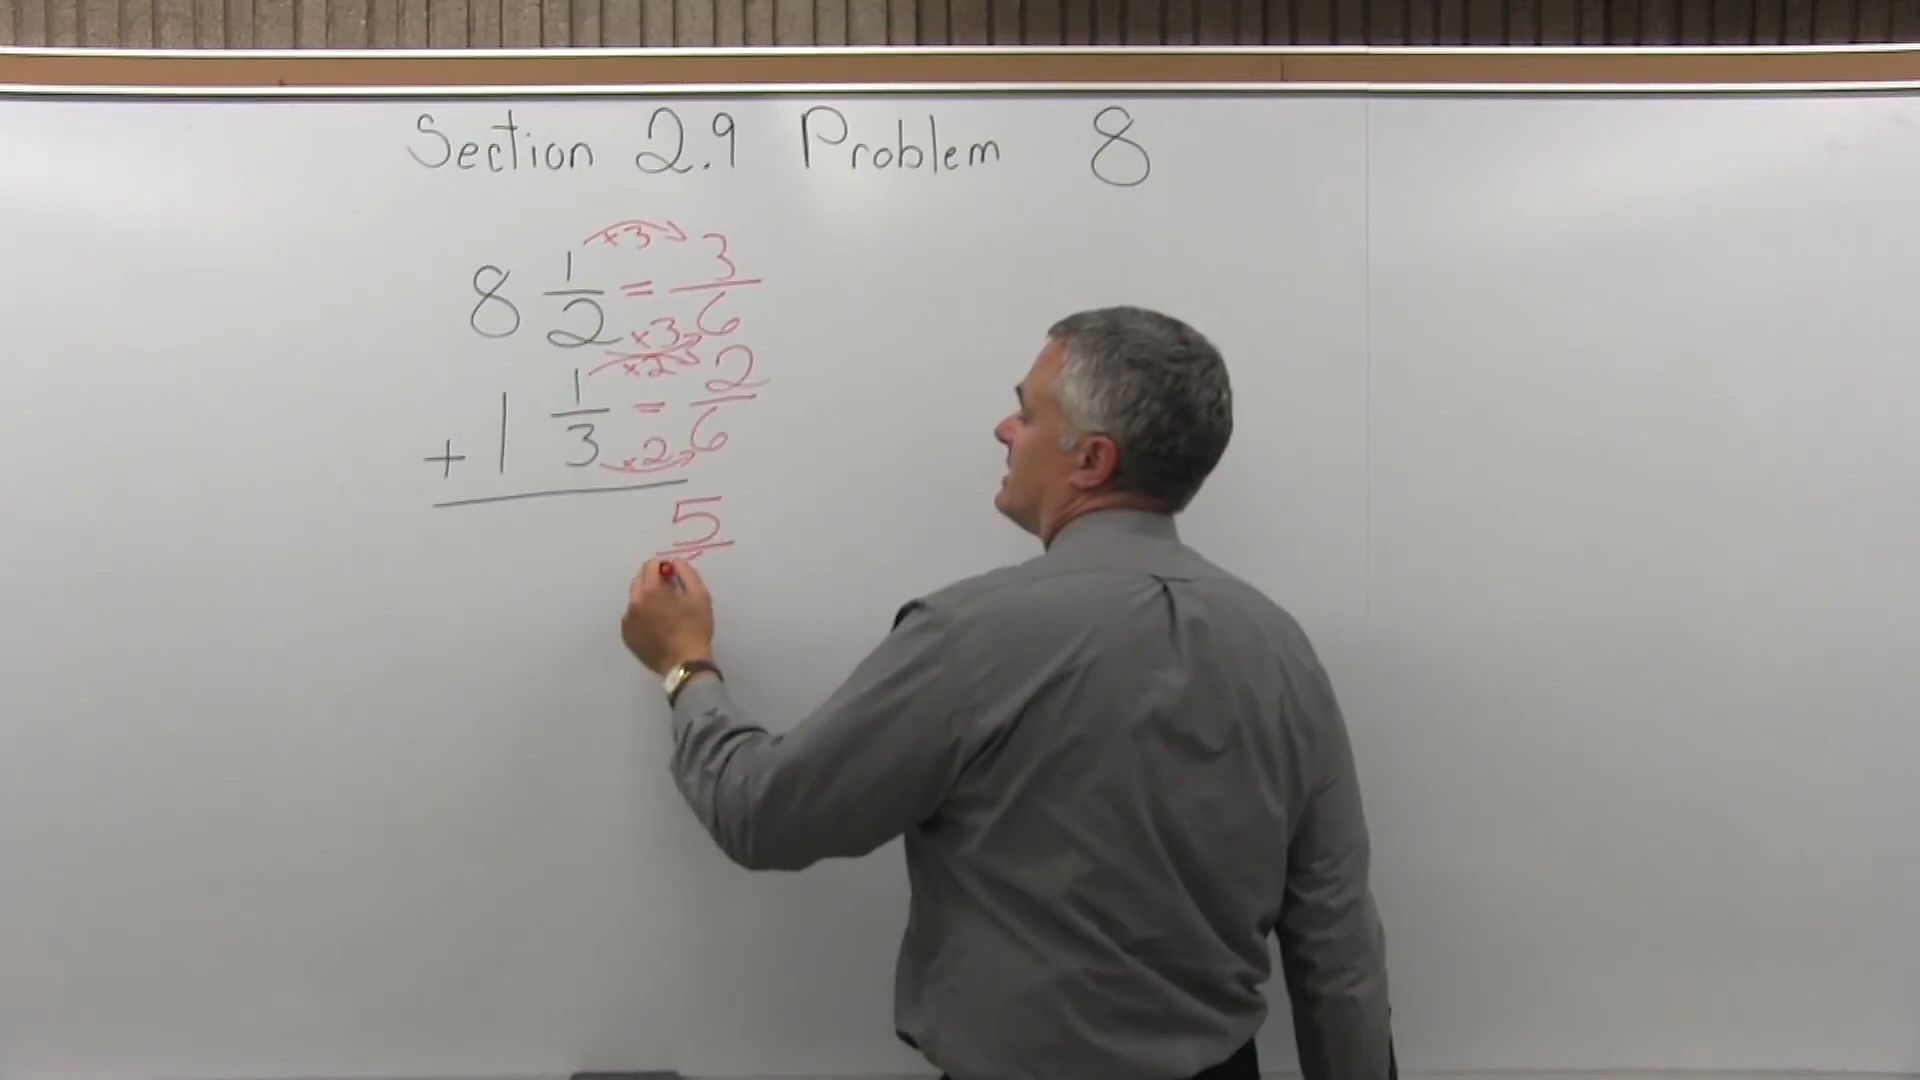 Section 2.9 Problem 8
8 1/2 = 3/6
×3
×3
+ 1 1/3 = 2/6
×2
×2
5